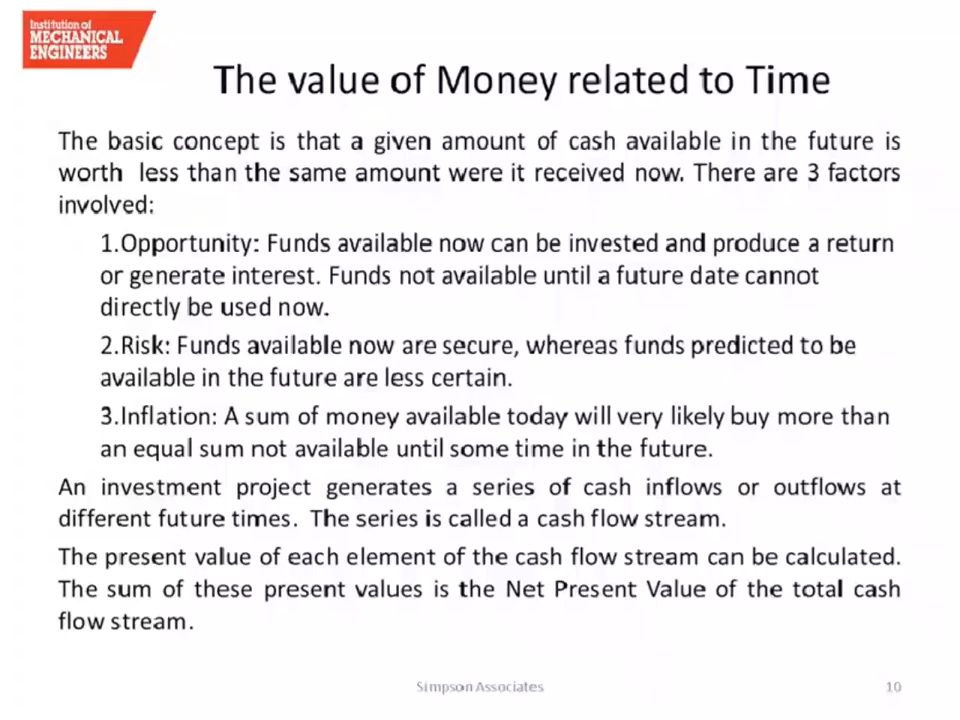 Institution of
MECHANICAL
ENGINEERS
The value of Money related to Time
The basic concept is that a given amount of cash available in the future is
worth less than the same amount were it received now. There are 3 factors
involved:
1.Opportunity: Funds available now can be invested and produce a return
or generate interest. Funds not available until a future date cannot
directly be used now.
2.Risk: Funds available now are secure, whereas funds predicted to be
available in the future are less certain.
3.Inflation: A sum of money available today will very likely buy more than
an equal sum not available until some time in the future.
An investment project generates a series of cash inflows or outflows at
different future times. The series is called a cash flow stream.
The present value of each element of the cash flow stream can be calculated.
The sum of these present values is the Net Present Value of the total cash
flow stream.
Simpson Associates
10